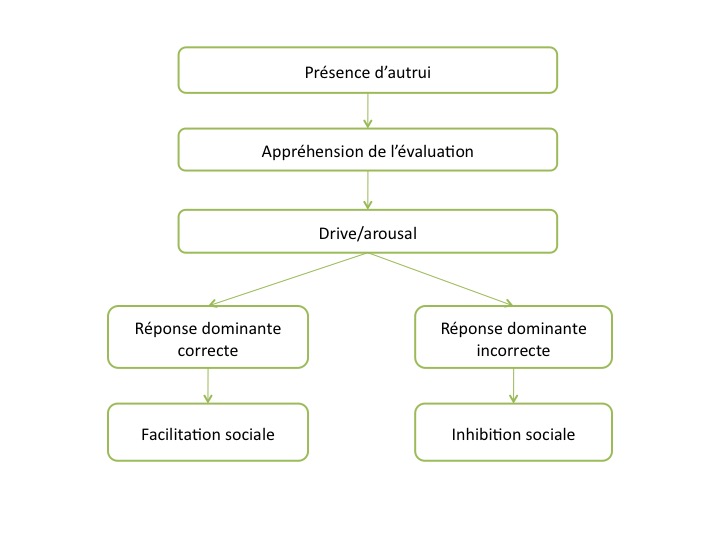 Présence d’autrui
Appréhension de l’évaluation
Drive/arousal
Réponse dominante
correcte
Réponse dominante
incorrecte
Facilitation sociale
Inhibition sociale